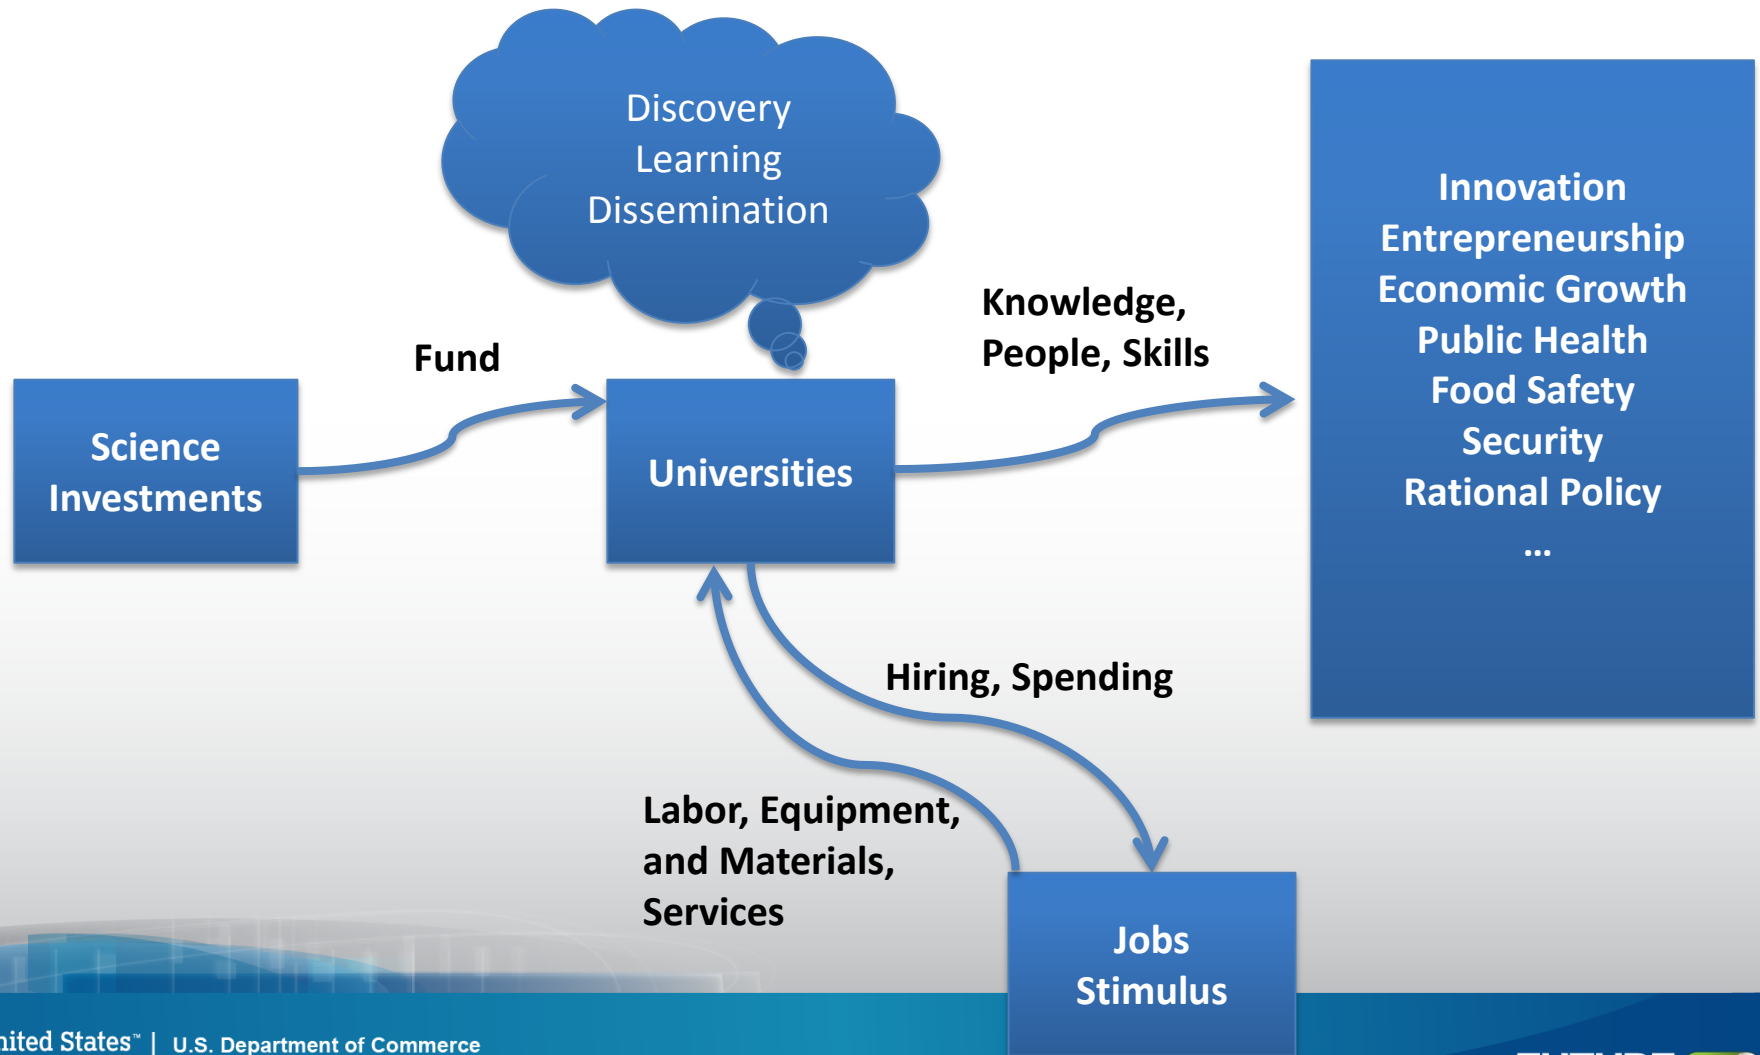 Discovery
Learning
Dissemination
Innovation
Entrepreneurship
Economic Growth
Public Health
Food Safety
Security
Rational Policy
...
Knowledge,
People, Skills
Fund
Science
Investments
Universities
Hiring, Spending
Labor, Equipment,
and Materials,
Services
Jobs
Stimulus
States™ | U.S. Department of Commerce